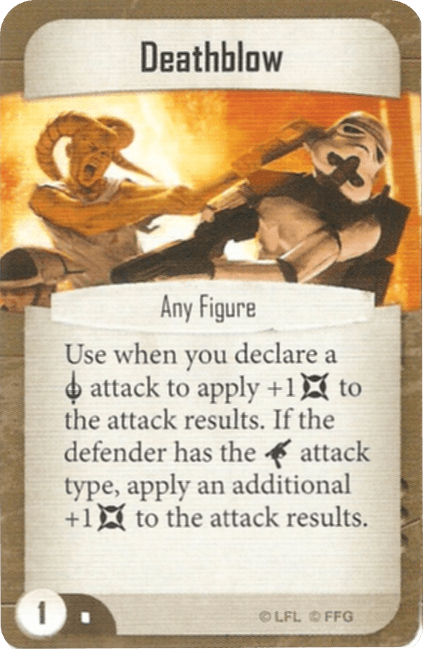 Deathblow
Any Figure
Use when you declare a
attack to apply +1 to
the attack results. If the
defender has the attack
type, apply an additional
+1 to the attack results.
1
© LFL © FFG